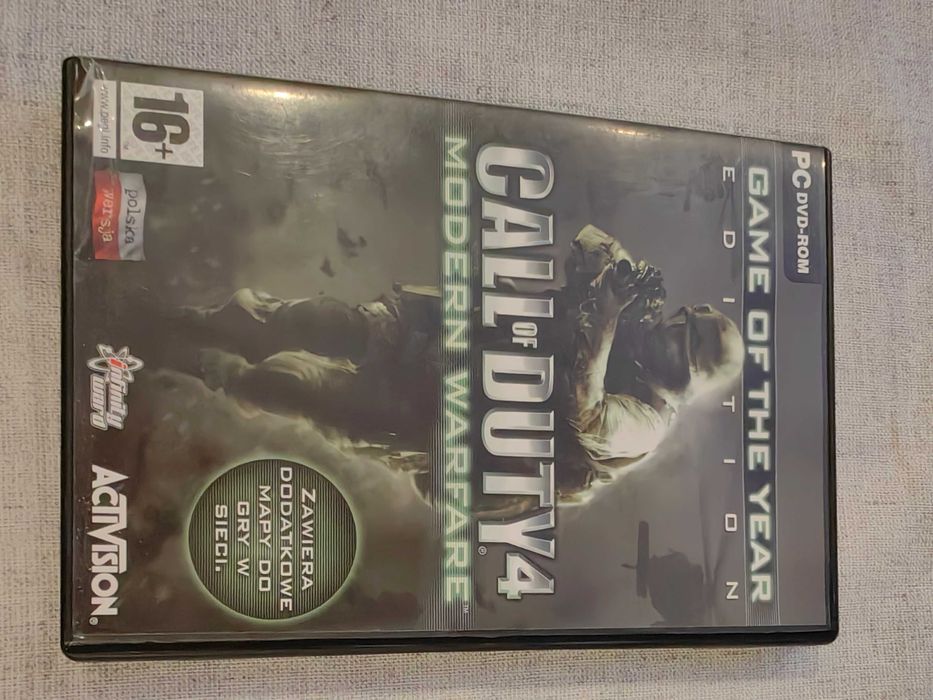 PC DVD-ROM
GAME OF THE YEAR
EDITION
CALL OF DUTY 4®
MODERN WARFARE™
ZAWIERA
DODATKOWE
MAPY DO
GRY W
SIECI.
16+
www.pegi.info
polska
wersja
infinity
ward
ACTIVISION®